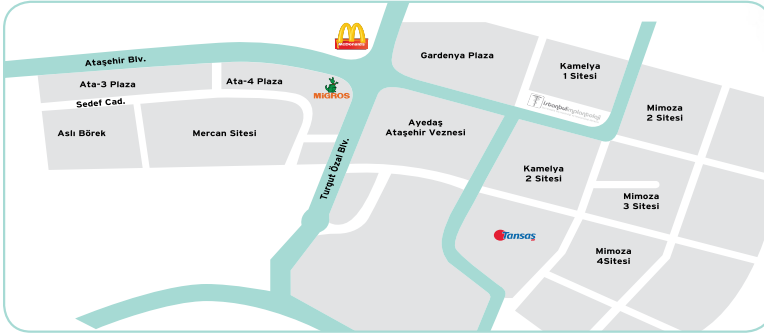 McDonald's
Ataşehir Blv.
Gardenya Plaza
Kamelya
1 Sitesi
Ata-3 Plaza
Ata-4 Plaza
MiGROS
Sedef Cad.
istanbulimplantoloji
Mimoza
2 Sitesi
Aslı Börek
Mercan Sitesi
Ayedaş
Ataşehir Veznesi
Turgut Özal Blv.
Kamelya
2 Sitesi
Mimoza
3 Sitesi
Tansaş
Mimoza
4Sitesi